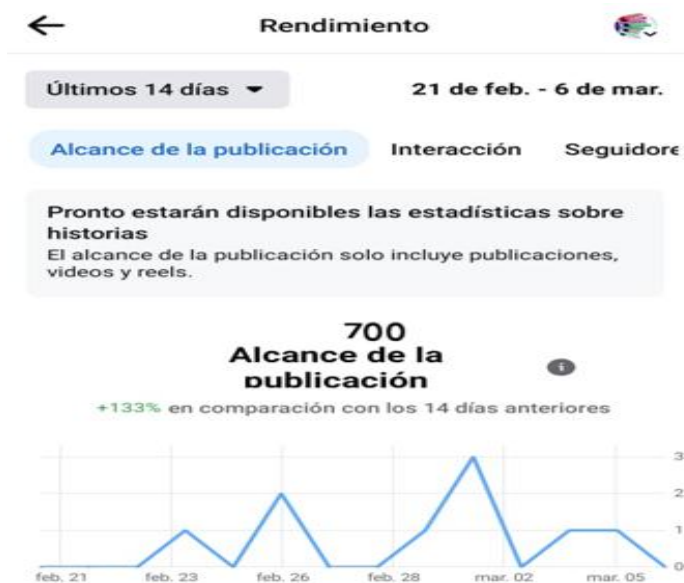 Rendimiento
Últimos 14 días
21 de feb. - 6 de mar.
Alcance de la publicación
Interacción
Seguidore
Pronto estarán disponibles las estadísticas sobre
historias
El alcance de la publicación solo incluye publicaciones,
videos y reels.
700
Alcance de la
publicación
+133% en comparación con los 14 días anteriores
3
2
1
0
feb. 21
feb. 23
feb. 26
feb. 28
mar. 02
mar. 05